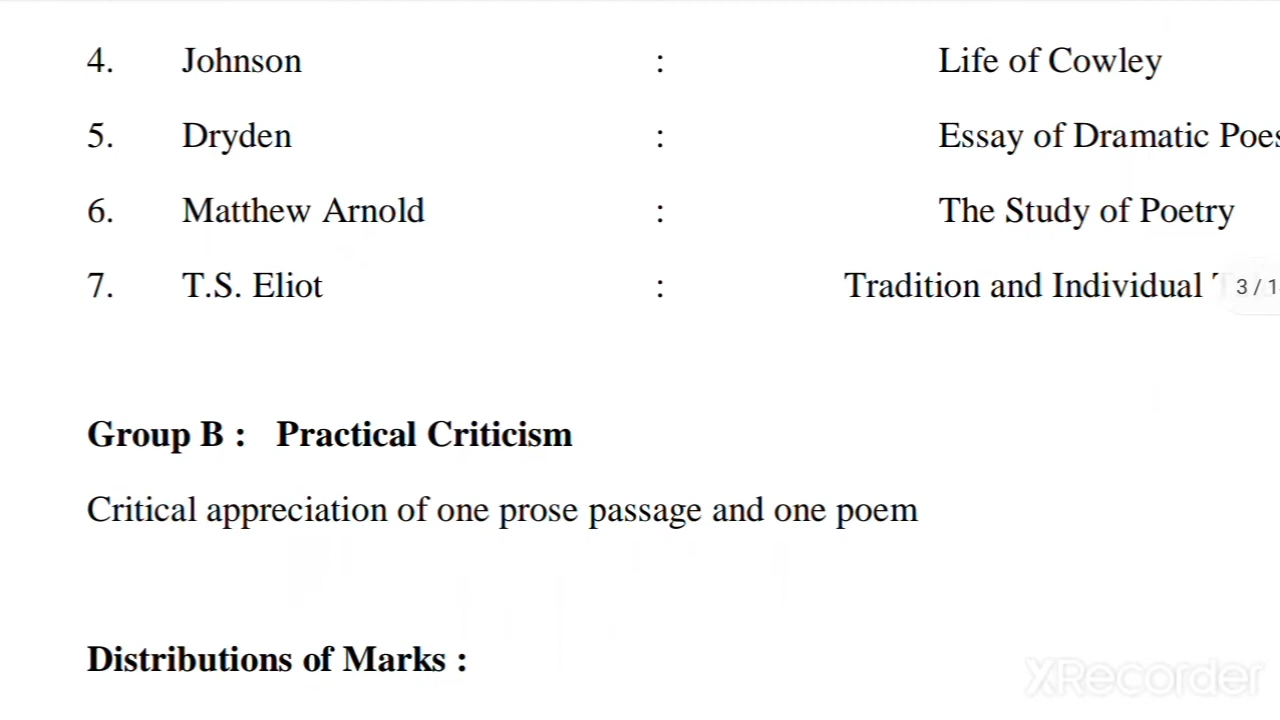 4. Johnson : Life of Cowley
5. Dryden : Essay of Dramatic
6. Matthew Arnold : The Study of Poetry
7. T.S. Eliot : Tradition and Individual
3 / 1
Group B : Practical Criticism
Critical appreciation of one prose passage and one poem
Distributions of Marks :
XRecorder